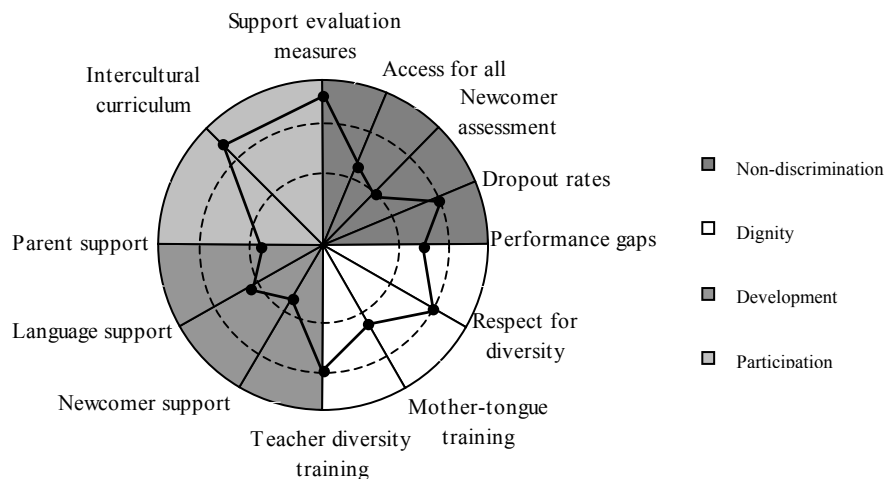 Support evaluation
measures
Access for all
Intercultural
curriculum
Newcomer
assessment
Dropout rates
Non-discrimination
Performance gaps
Parent support
Dignity
Development
Language support
Respect for
diversity
Participation
Newcomer support
Mother-tongue
training
Teacher diversity
training